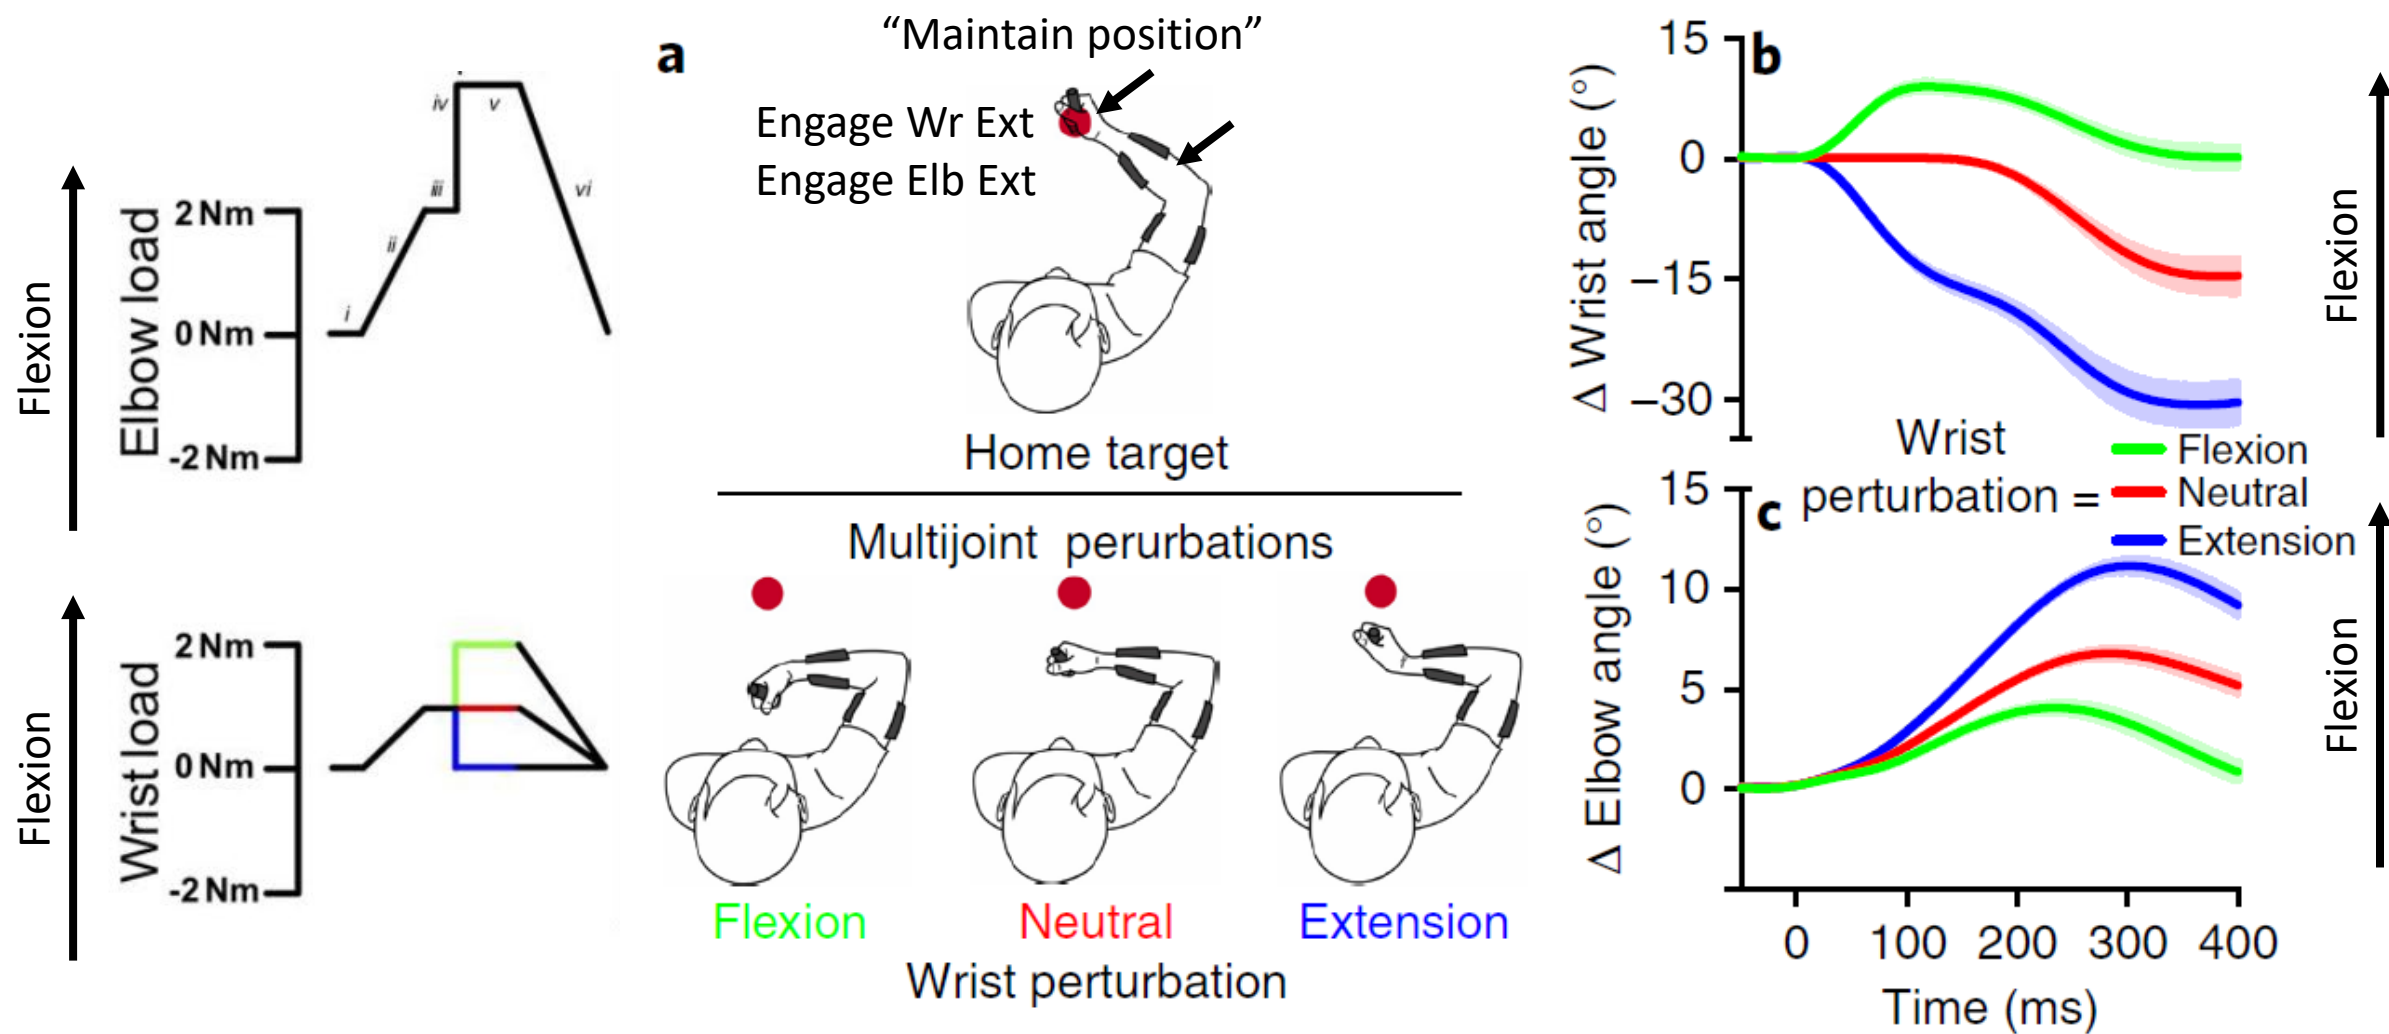 Flexion
Elbow load
2 Nm
0 Nm
-2 Nm
i
ii
iii
iv
v
vi
Flexion
Wrist load
2 Nm
0 Nm
-2 Nm
a
“Maintain position”
Engage Wr Ext
Engage Elb Ext
Home target
Multijoint perurbations
Flexion
Neutral
Extension
Wrist perturbation
b
Δ Wrist angle (°)
15
0
−15
−30
Flexion
Wrist
perturbation =
Flexion
Neutral
Extension
c
Δ Elbow angle (°)
15
10
5
0
Flexion
0 100 200 300 400
Time (ms)